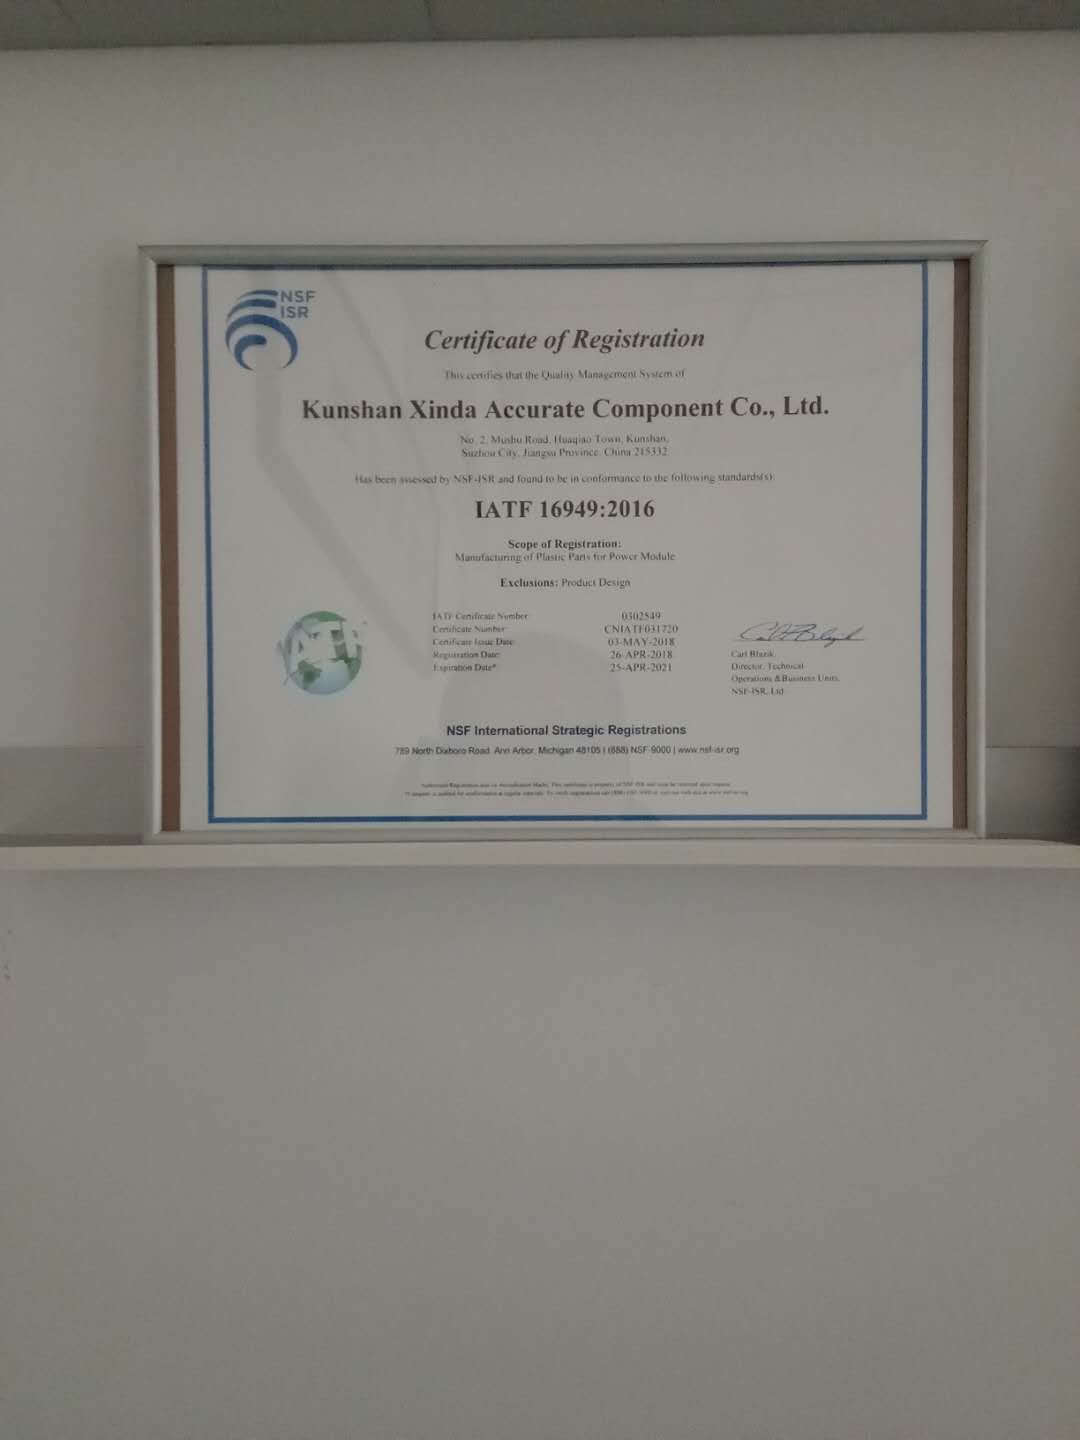 NSF
ISR
Certificate of Registration
This certifies that the Quality Management System of
Kunshan Xinda Accurate Component Co., Ltd.
No. 2, Mushu Road, Huaqiao Town, Kunshan,
Suzhou City, Jiangsu Province, China 215332
Has been assessed by NSF-ISR and found to be in conformance to the following standards(s):
IATF 16949:2016
Scope of Registration:
Manufacturing of Plastic Parts for Power Module
Exclusions: Product Design
IATF
IATF Certificate Number: 0302549
Certificate Number: CNIATF031720
Certificate Issue Date: 03-MAY-2018
Registration Date: 26-APR-2018
Expiration Date*: 25-APR-2021
Carl Blazik,
Director, Technical
Operations & Business Units,
NSF-ISR, Ltd.
NSF International Strategic Registrations
789 North Dixboro Road, Ann Arbor, Michigan 48105 | (888) NSF-9000 | www.nsf-isr.org